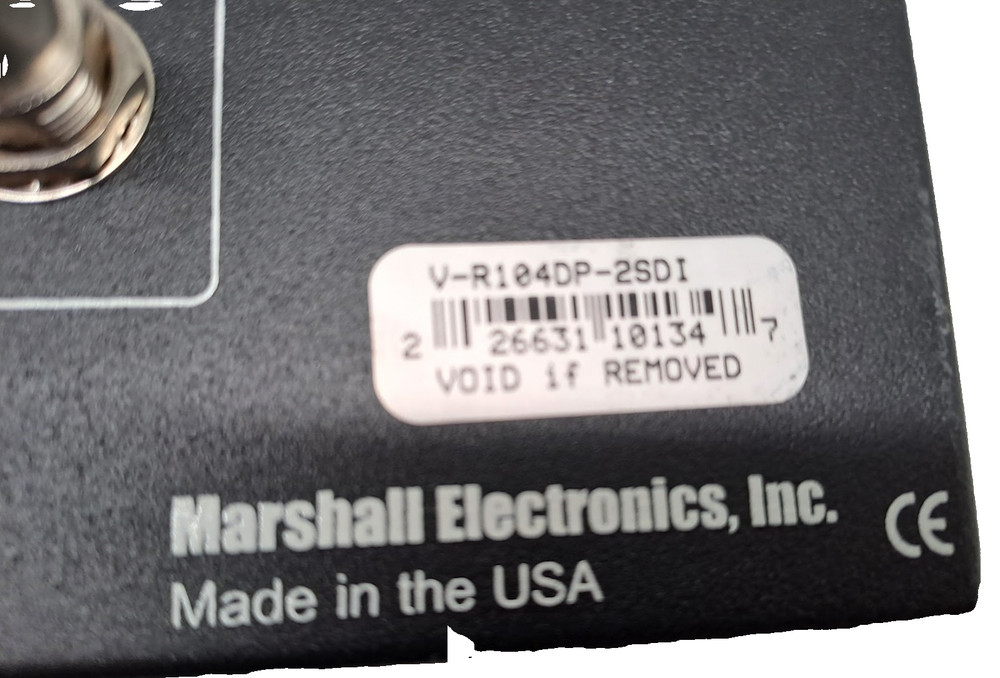 V-R104DP-2SDI
2 26631 10134 7
VOID if REMOVED
Marshall Electronics, Inc.
CE
Made in the USA